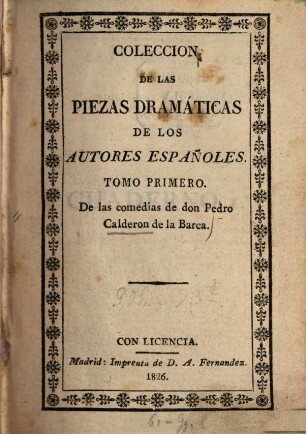 COLECCION
DE LAS
PIEZAS DRAMÁTICAS
DE LOS
AUTORES ESPAÑOLES.
TOMO PRIMERO.
De las comedias de don Pedro
Calderon de la Barca.
CON LICENCIA.
Madrid: Imprenta de D. A. Fernandez.
1826.